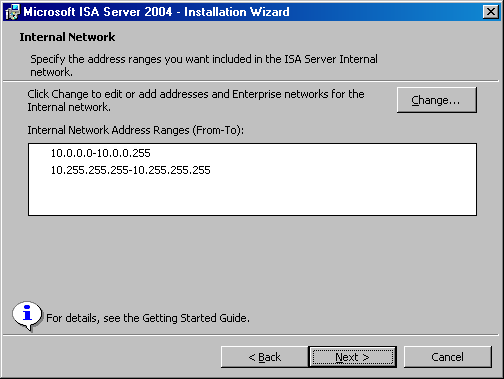 Microsoft ISA Server 2004 - Installation Wizard
Internal Network
Specify the address ranges you want included in the ISA Server Internal
network.
Click Change to edit or add addresses and Enterprise networks for the
Internal network.
Change...
Internal Network Address Ranges (From-To):
10.0.0.0-10.0.0.255
10.255.255.255-10.255.255.255
For details, see the Getting Started Guide.
< Back Next > Cancel